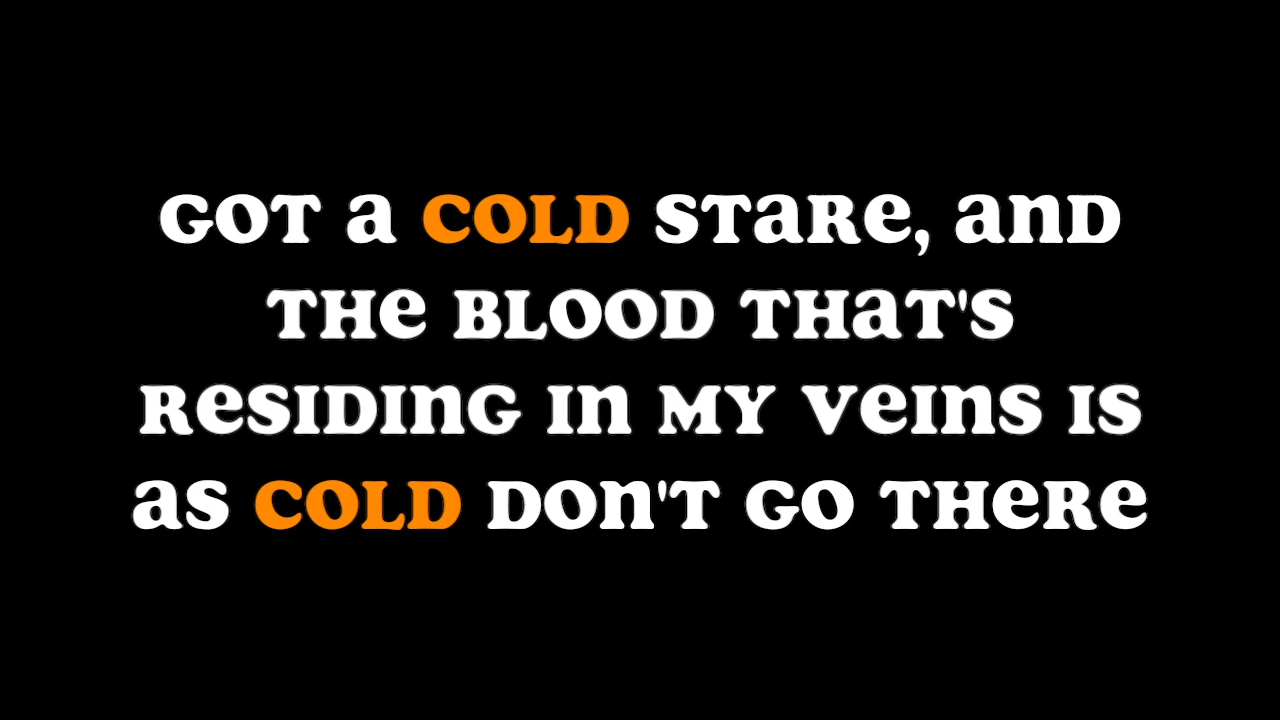 GOT a COLD STaRe, anD
THe BLOOD THaT'S
ReSIDInG In MY VeInS IS
aS COLD DOn'T GO THeRe